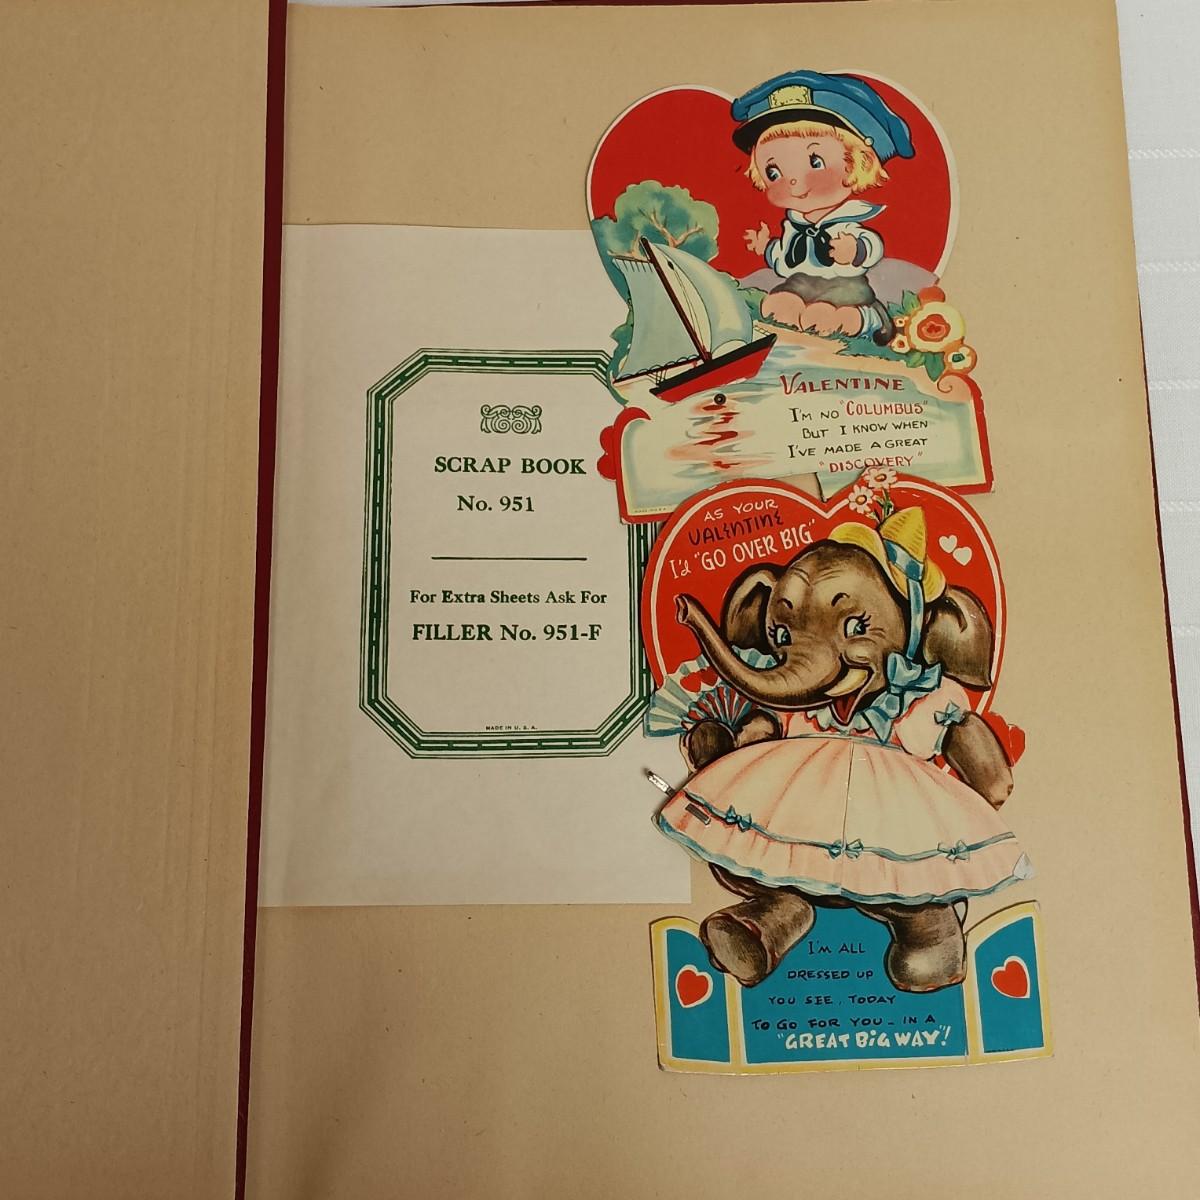 SCRAP BOOK
No. 951
For Extra Sheets Ask For
FILLER No. 951-F
MADE IN U. S. A.
VALENTINE
I'M NO "COLUMBUS"
BUT I KNOW WHEN
I'VE MADE A GREAT
"DISCOVERY"
AS YOUR
VALENTINE
I'd "GO OVER BIG"
I'M ALL
DRESSED UP
YOU SEE, TODAY
TO GO FOR YOU - IN A
"GREAT BIG WAY"!